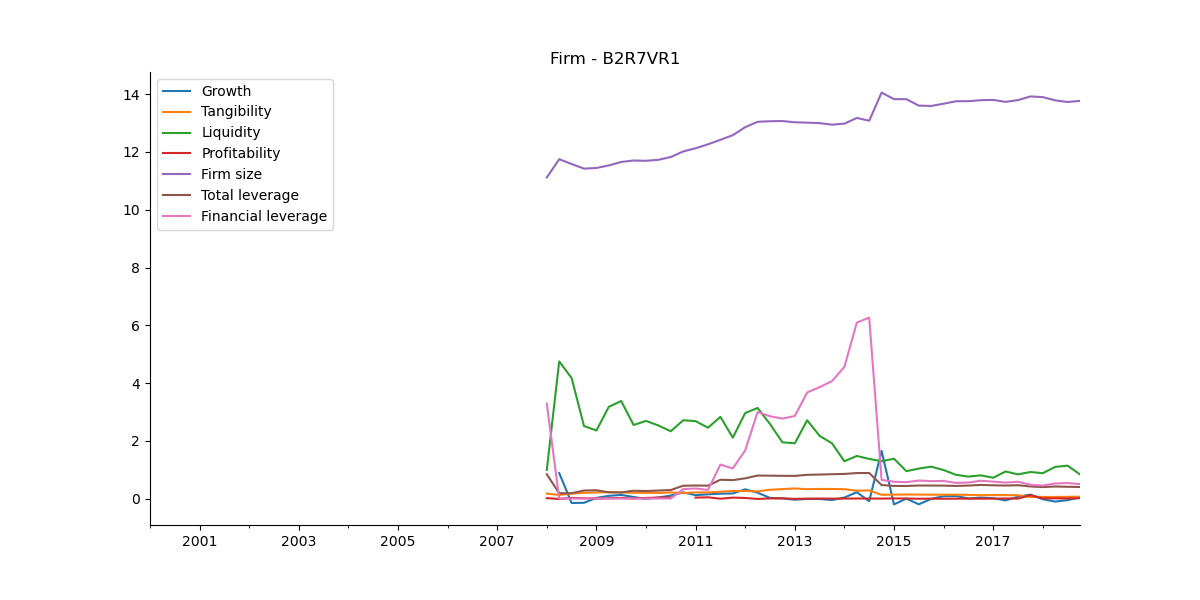 Firm - B2R7VR1
Growth
Tangibility
Liquidity
Profitability
Firm size
Total leverage
Financial leverage
14
12
10
8
6
4
2
0
2001 2003 2005 2007 2009 2011 2013 2015 2017